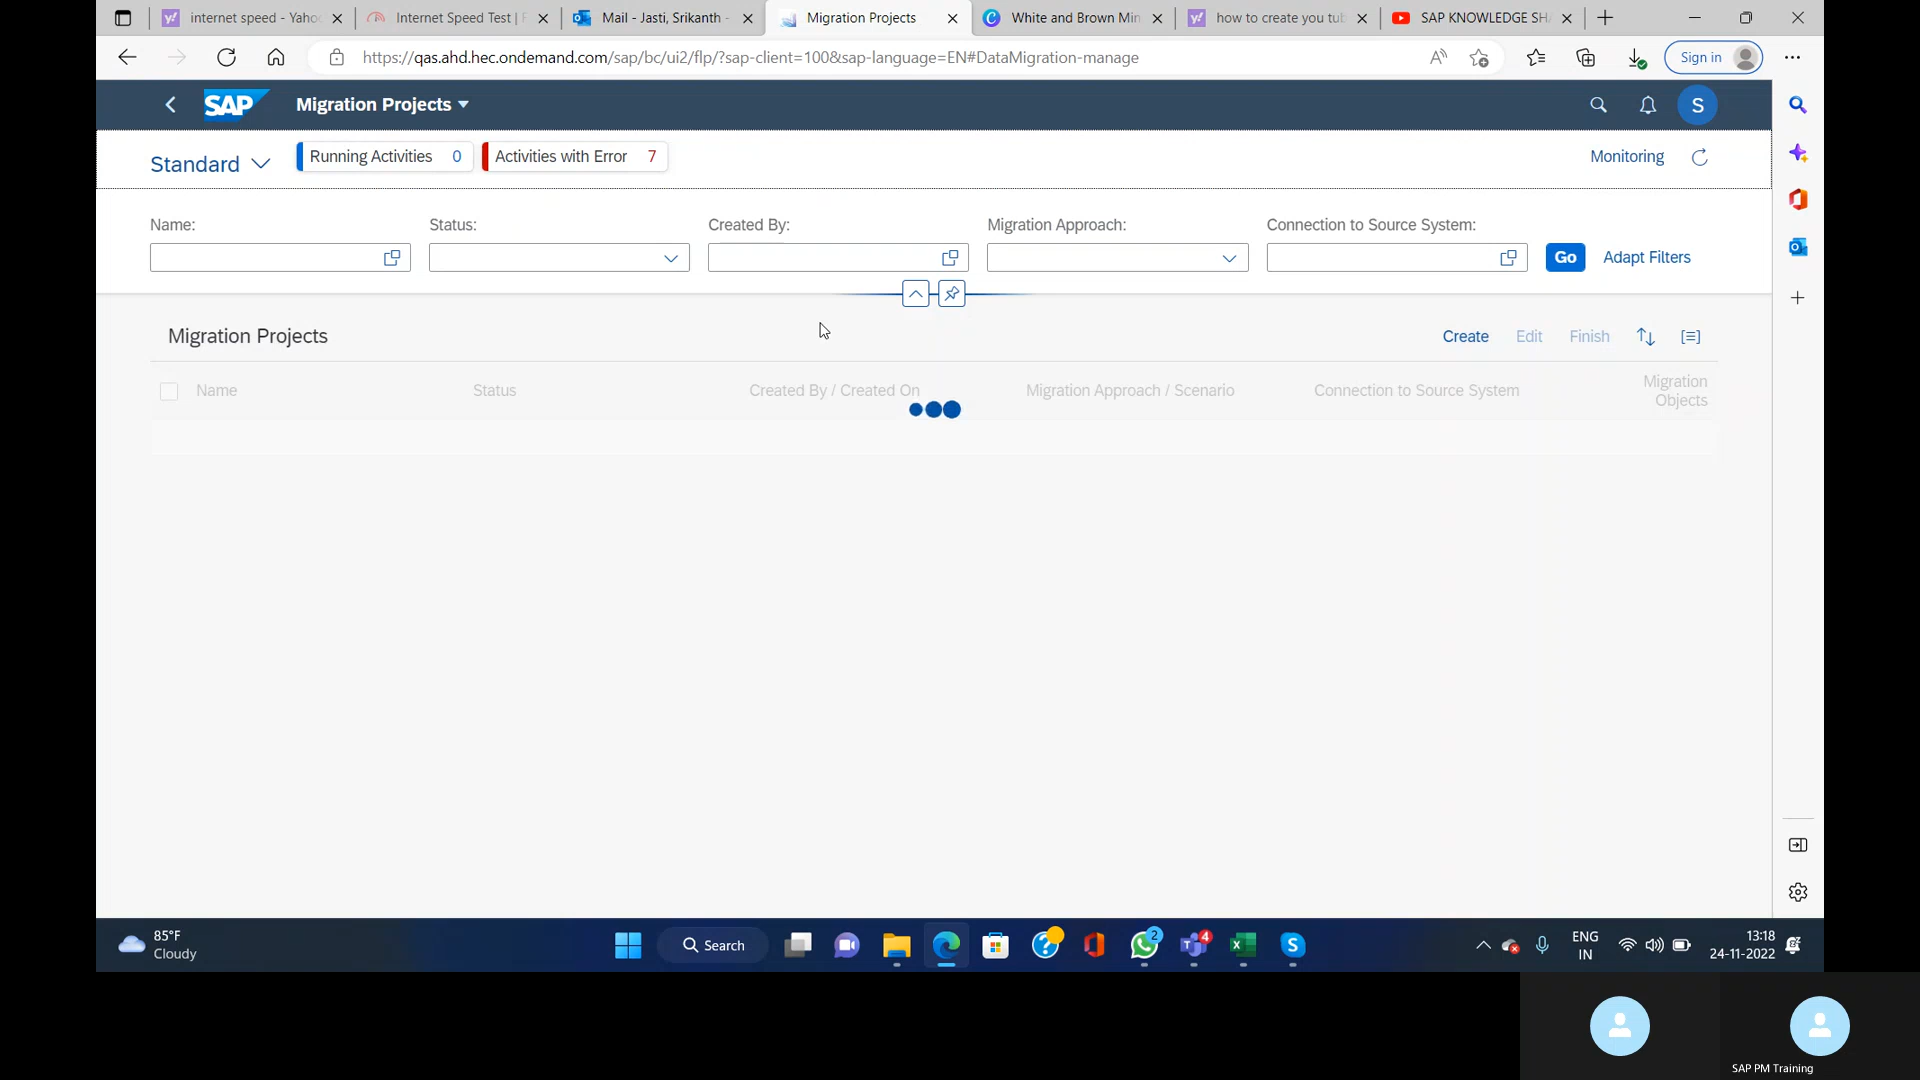 internet speed - Yaho
Internet Speed Test | F
Mail - Jasti, Srikanth -
Migration Projects
White and Brown Min
how to create you tub
SAP KNOWLEDGE SH
https://qas.ahd.hec.ondemand.com/sap/bc/ui2/flp/?sap-client=100&sap-language=EN#DataMigration-manage
Sign in
SAP
Migration Projects
S
Standard
Running Activities 0
Activities with Error 7
Monitoring
Name:
Status:
Created By:
Migration Approach:
Connection to Source System:
Go
Adapt Filters
Migration Projects
Create
Edit
Finish
Name
Status
Created By / Created On
Migration Approach / Scenario
Connection to Source System
Migration
Objects
85°F
Cloudy
Search
2
4
ENG
IN
13:18
24-11-2022
SAP PM Training